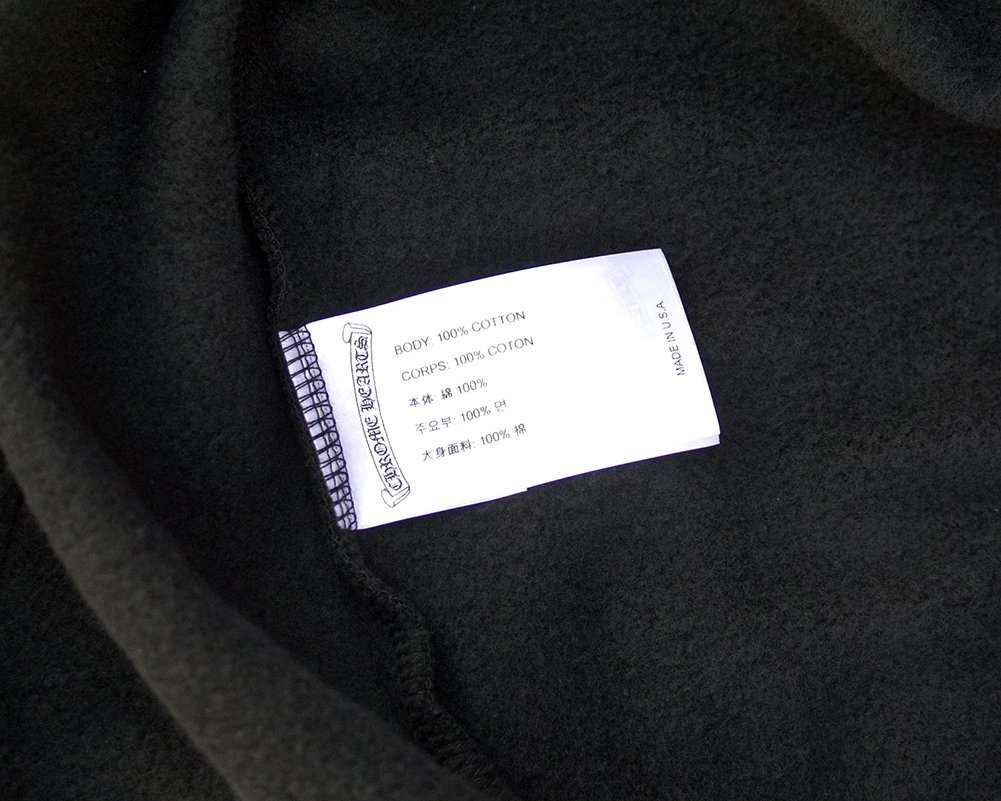 CHROME HEARTS
BODY: 100% COTTON
CORPS: 100% COTON
本体: 綿 100%
주요부: 100% 면
大身面料: 100% 棉
MADE IN U.S.A